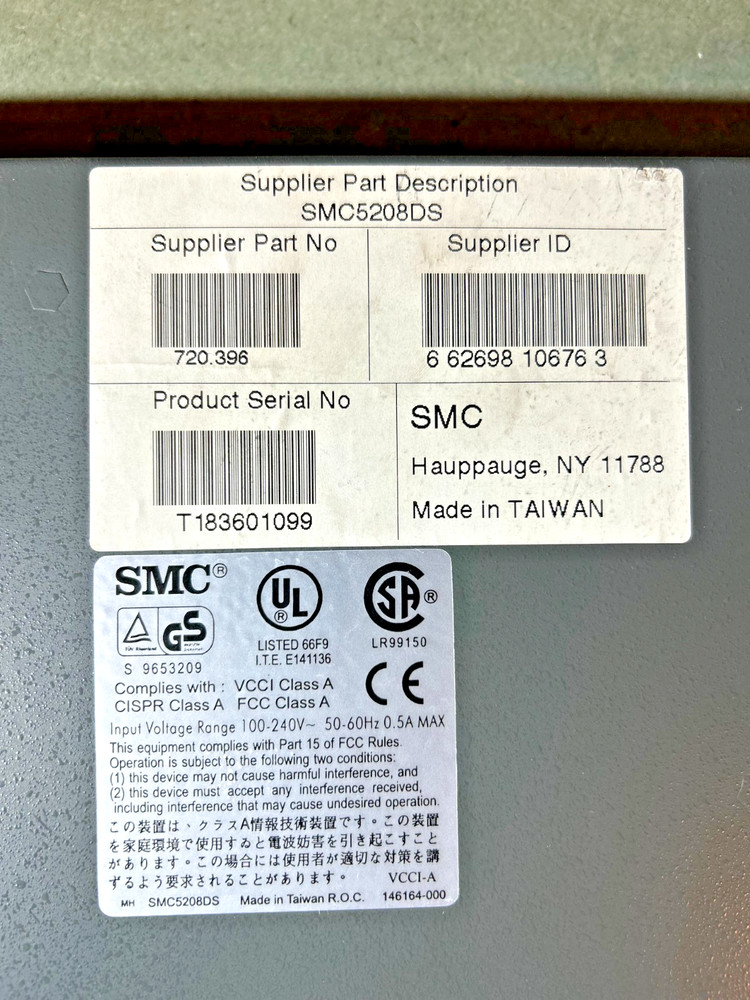 Supplier Part Description
SMC5208DS
Supplier Part No
720.396
Supplier ID
6 62698 10676 3
Product Serial No
T183601099
SMC
Hauppauge, NY 11788
Made in TAIWAN
SMC®
UL®
LISTED 66F9
I.T.E. E141136
SA®
LR99150
GS
S 9653209
CE
Complies with : VCCI Class A
CISPR Class A FCC Class A
Input Voltage Range 100-240V~ 50-60Hz 0.5A MAX
This equipment complies with Part 15 of FCC Rules.
Operation is subject to the following two conditions:
(1) this device may not cause harmful interference, and
(2) this device must accept any interference received,
including interference that may cause undesired operation.
この装置は、クラスA情報技術装置です。この装置
を家庭環境で使用すゐと電波妨害を引き起こすこと
があります。この場合には使用者が適切な対策を講
ずるよう要求されることがあります。 VCCI-A
MH SMC5208DS Made in Taiwan R.O.C. 146164-000